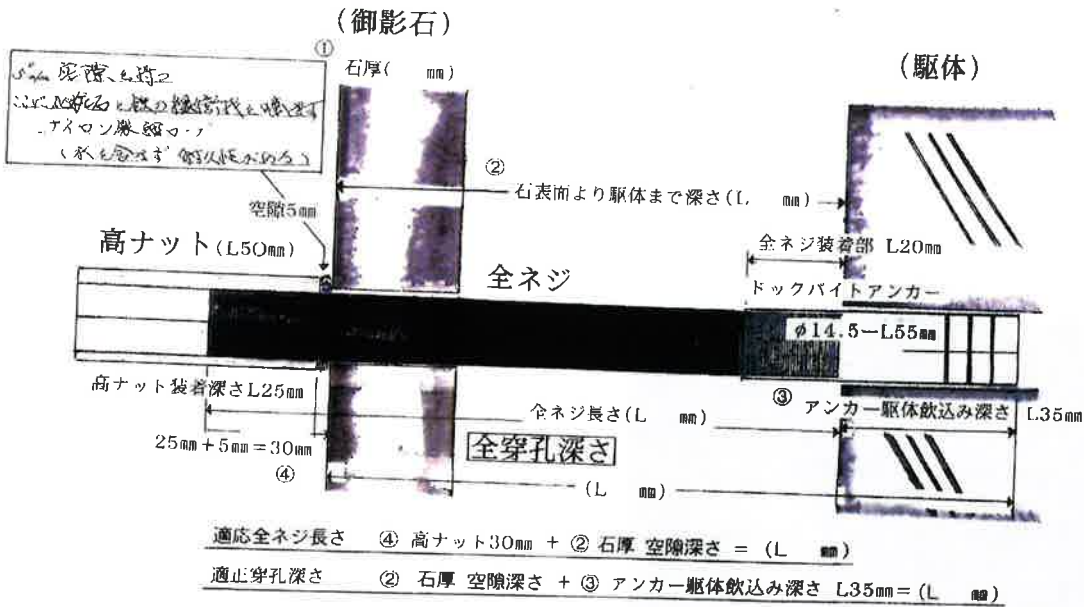 (御影石)
①
石厚(　　mm)
(駆体)
空隙
ナイロン
②
石表面より駆体まで深さ(L　　mm)
空隙5mm
高ナット(L50mm)
全ネジ装着部 L20mm
全ネジ
ドックバイトアンカー
φ14.5−L55mm
高ナット装着深さL25mm
③ アンカー駆体飲込み深さ L35mm
全ネジ長さ(L　　mm)
25mm+5mm=30mm
全穿孔深さ
④
(L　　mm)
適応全ネジ長さ　④ 高ナット30mm + ② 石厚 空隙深さ = (L　　mm)
適正穿孔深さ　② 石厚 空隙深さ + ③ アンカー駆体飲込み深さ L35mm=(L　　mm)